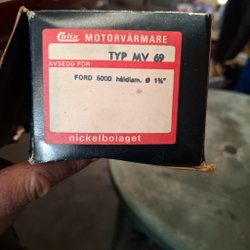 Calix MOTORVÄRMARE
TYP MV 69
AVSEDD FÖR
FORD 5000 håldiam. Ø 1¾"
nickelbolaget